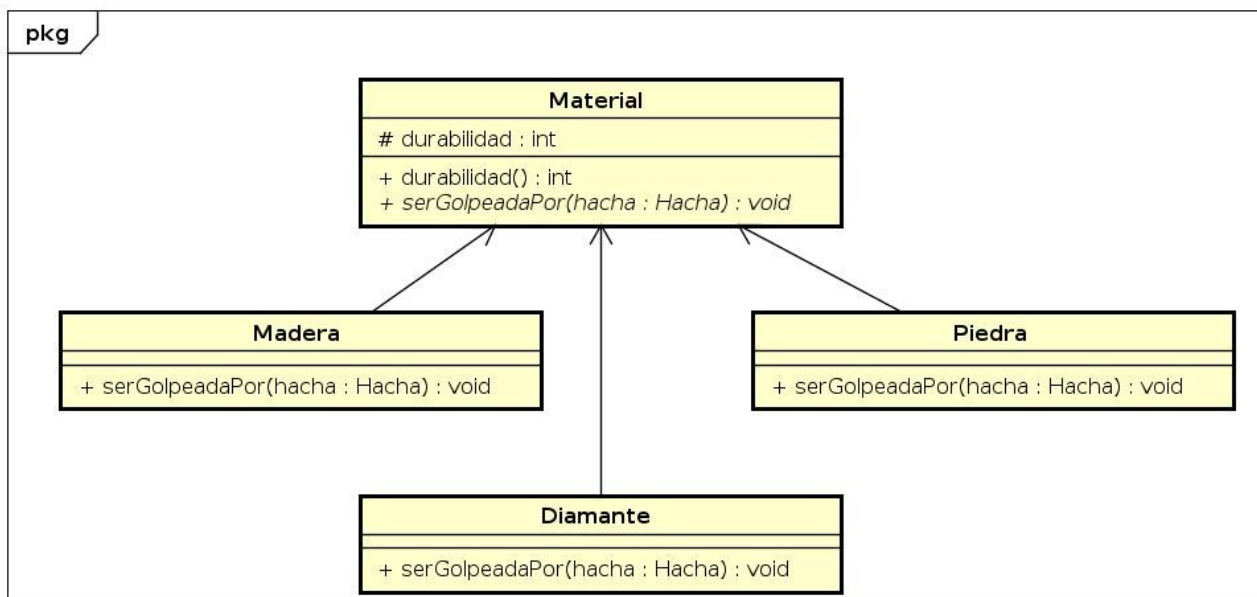 pkg
Material
# durabilidad : int
+ durabilidad() : int
+ serGolpeadaPor(hacha : Hacha) : void
Madera
+ serGolpeadaPor(hacha : Hacha) : void
Piedra
+ serGolpeadaPor(hacha : Hacha) : void
Diamante
+ serGolpeadaPor(hacha : Hacha) : void